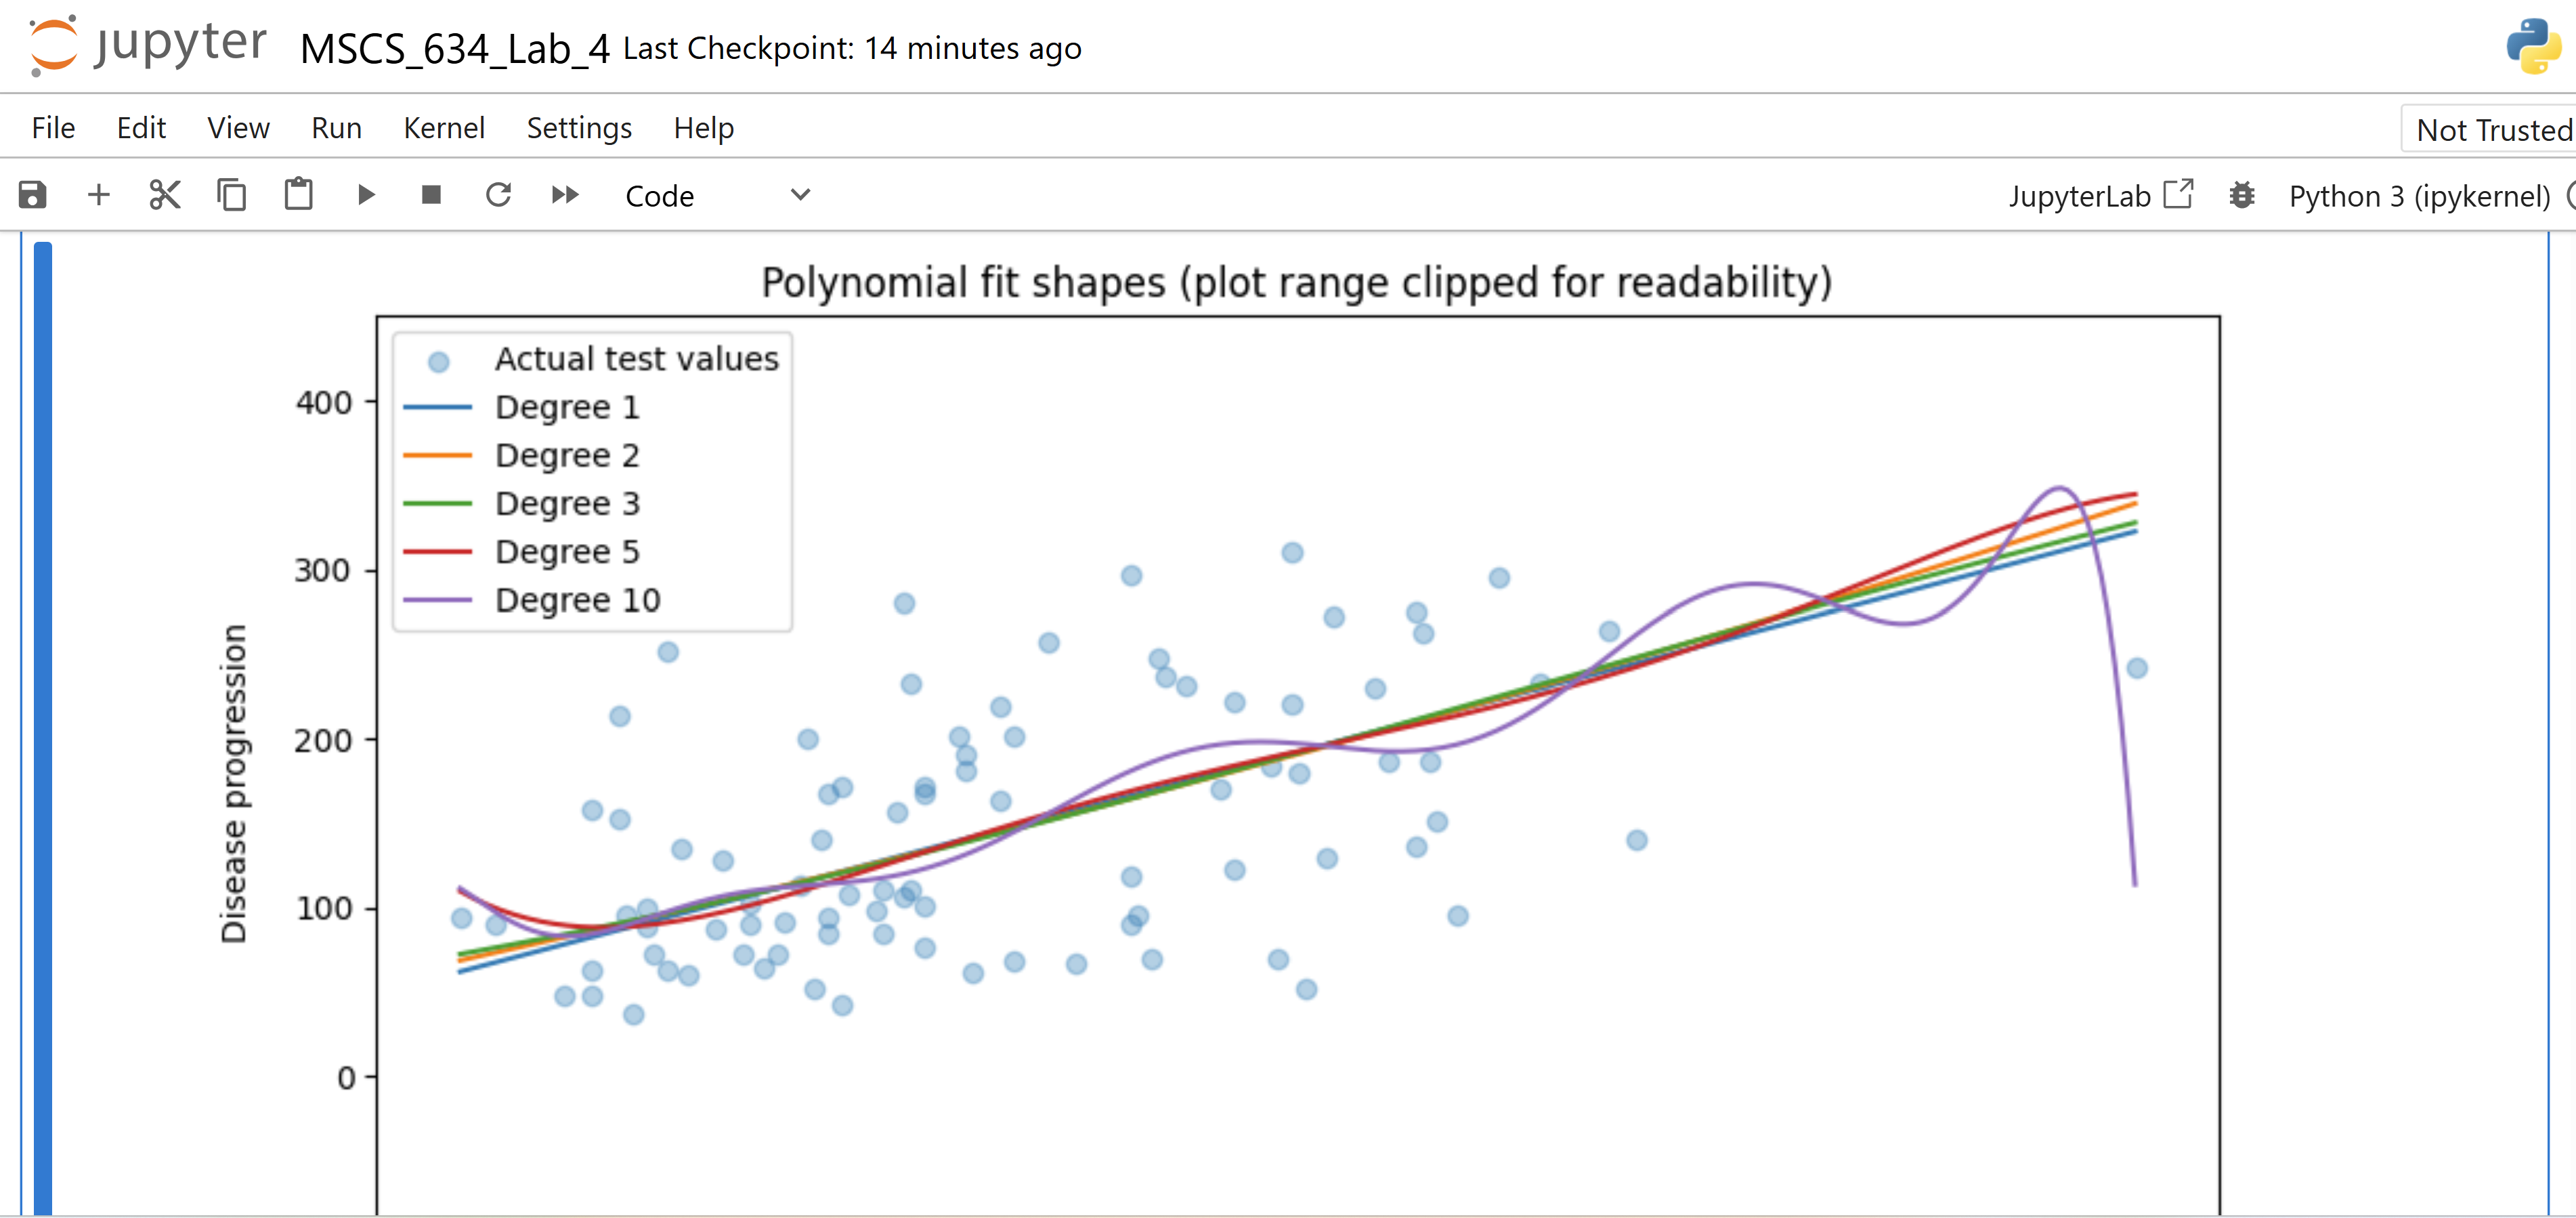 jupyter MSCS_634_Lab_4 Last Checkpoint: 14 minutes ago
File Edit View Run Kernel Settings Help Not Trusted
Code JupyterLab Python 3 (ipykernel)
Polynomial fit shapes (plot range clipped for readability)
Actual test values
Degree 1
Degree 2
Degree 3
Degree 5
Degree 10
400
300
200
100
0
Disease progression